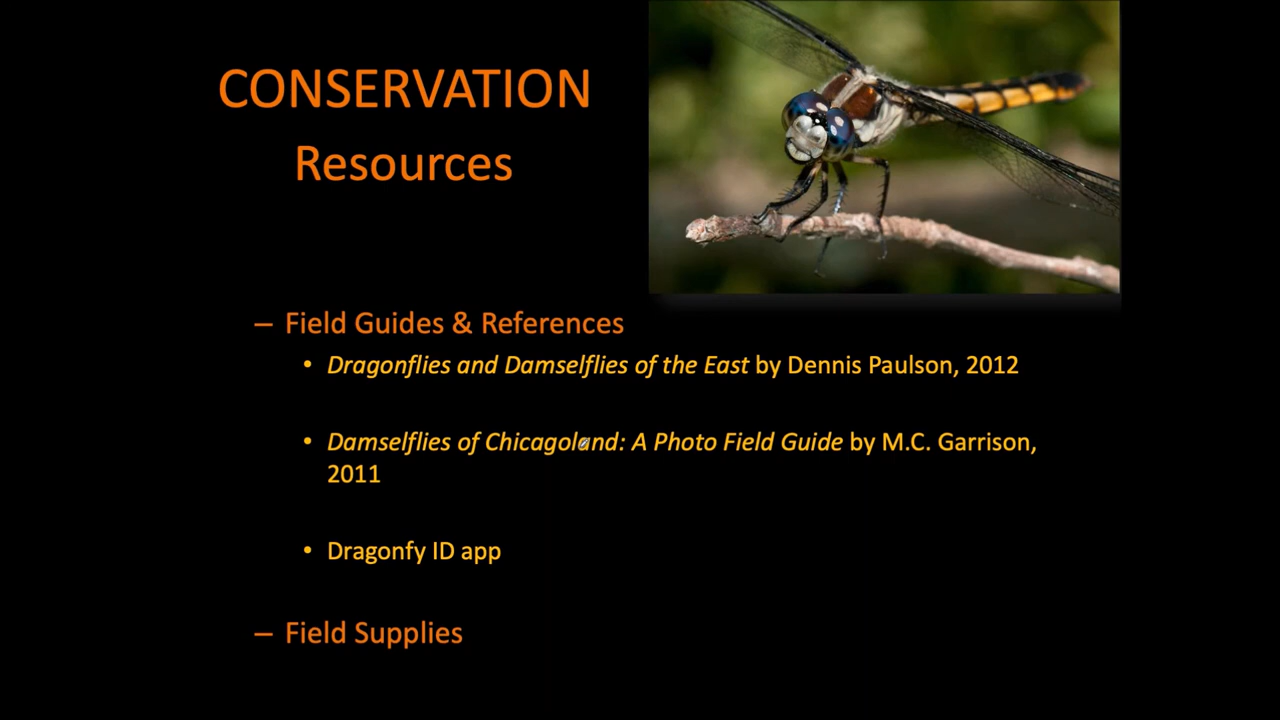 CONSERVATION
Resources
– Field Guides & References
• Dragonflies and Damselflies of the East by Dennis Paulson, 2012
• Damselflies of Chicagoland: A Photo Field Guide by M.C. Garrison,
2011
• Dragonfy ID app
– Field Supplies